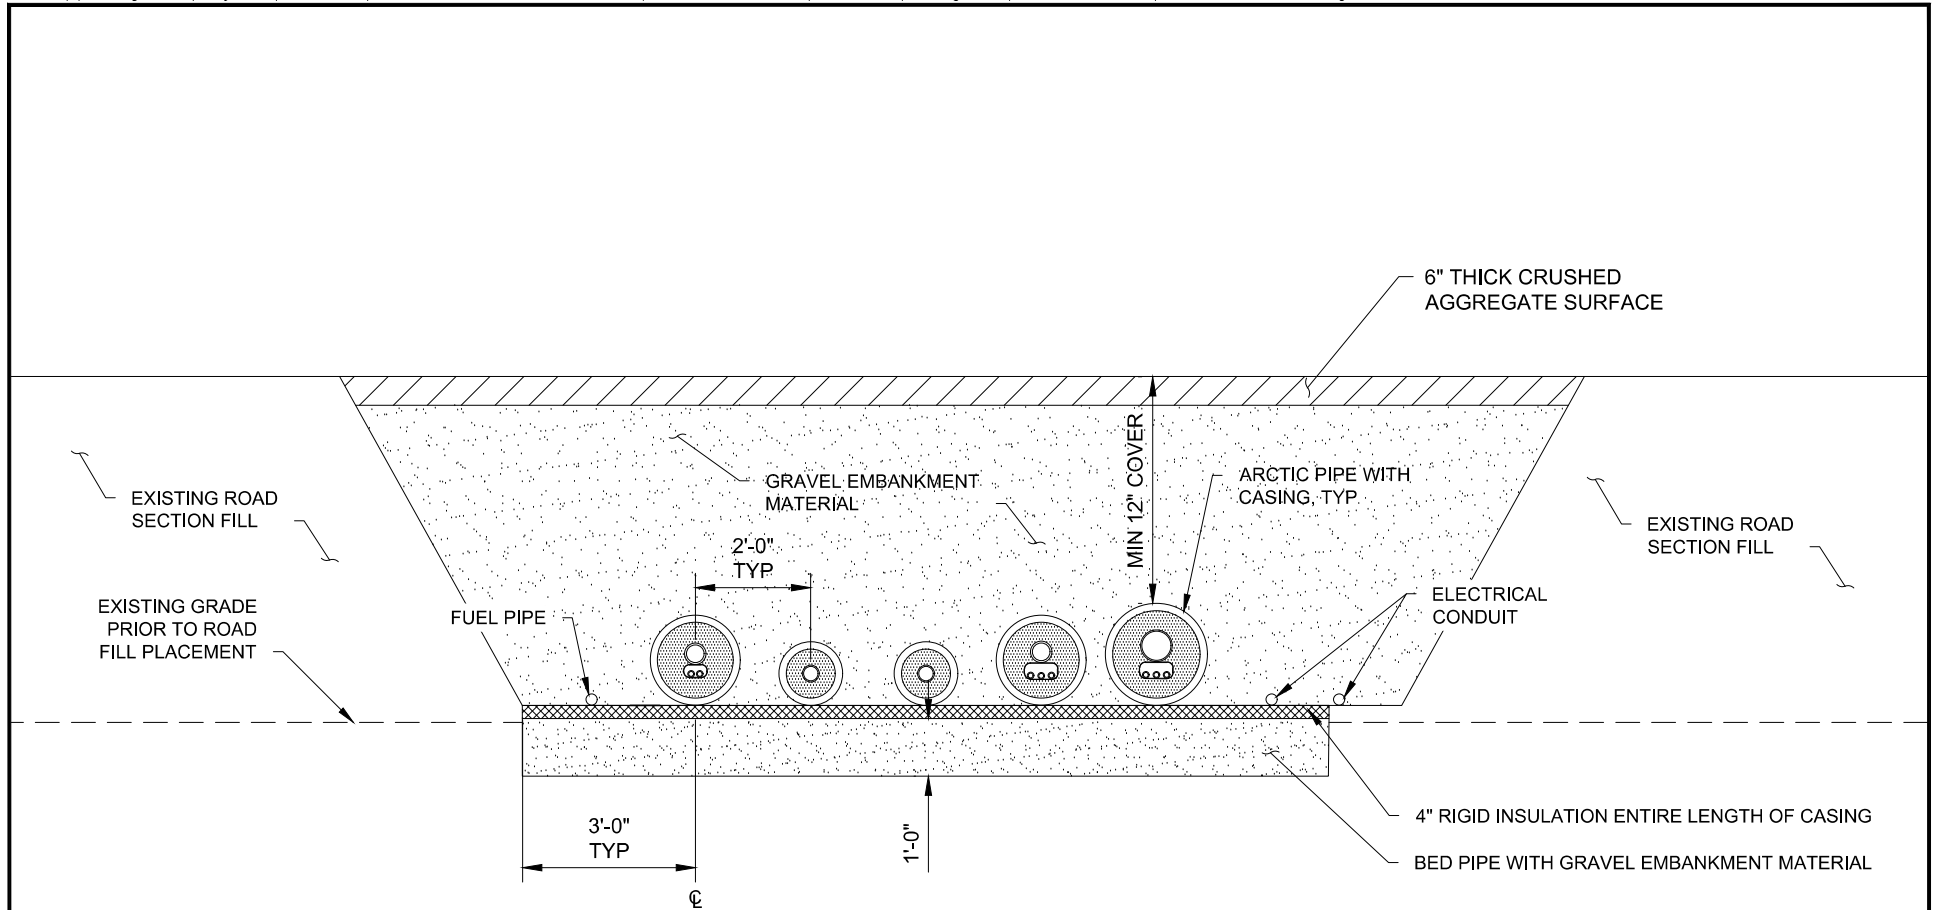 6" THICK CRUSHED
AGGREGATE SURFACE
MIN 12" COVER
GRAVEL EMBANKMENT
MATERIAL
ARCTIC PIPE WITH
CASING, TYP
EXISTING ROAD
SECTION FILL
EXISTING ROAD
SECTION FILL
2'-0"
TYP
EXISTING GRADE
PRIOR TO ROAD
FILL PLACEMENT
FUEL PIPE
ELECTRICAL
CONDUIT
4" RIGID INSULATION ENTIRE LENGTH OF CASING
3'-0"
TYP
1'-0"
BED PIPE WITH GRAVEL EMBANKMENT MATERIAL
℄